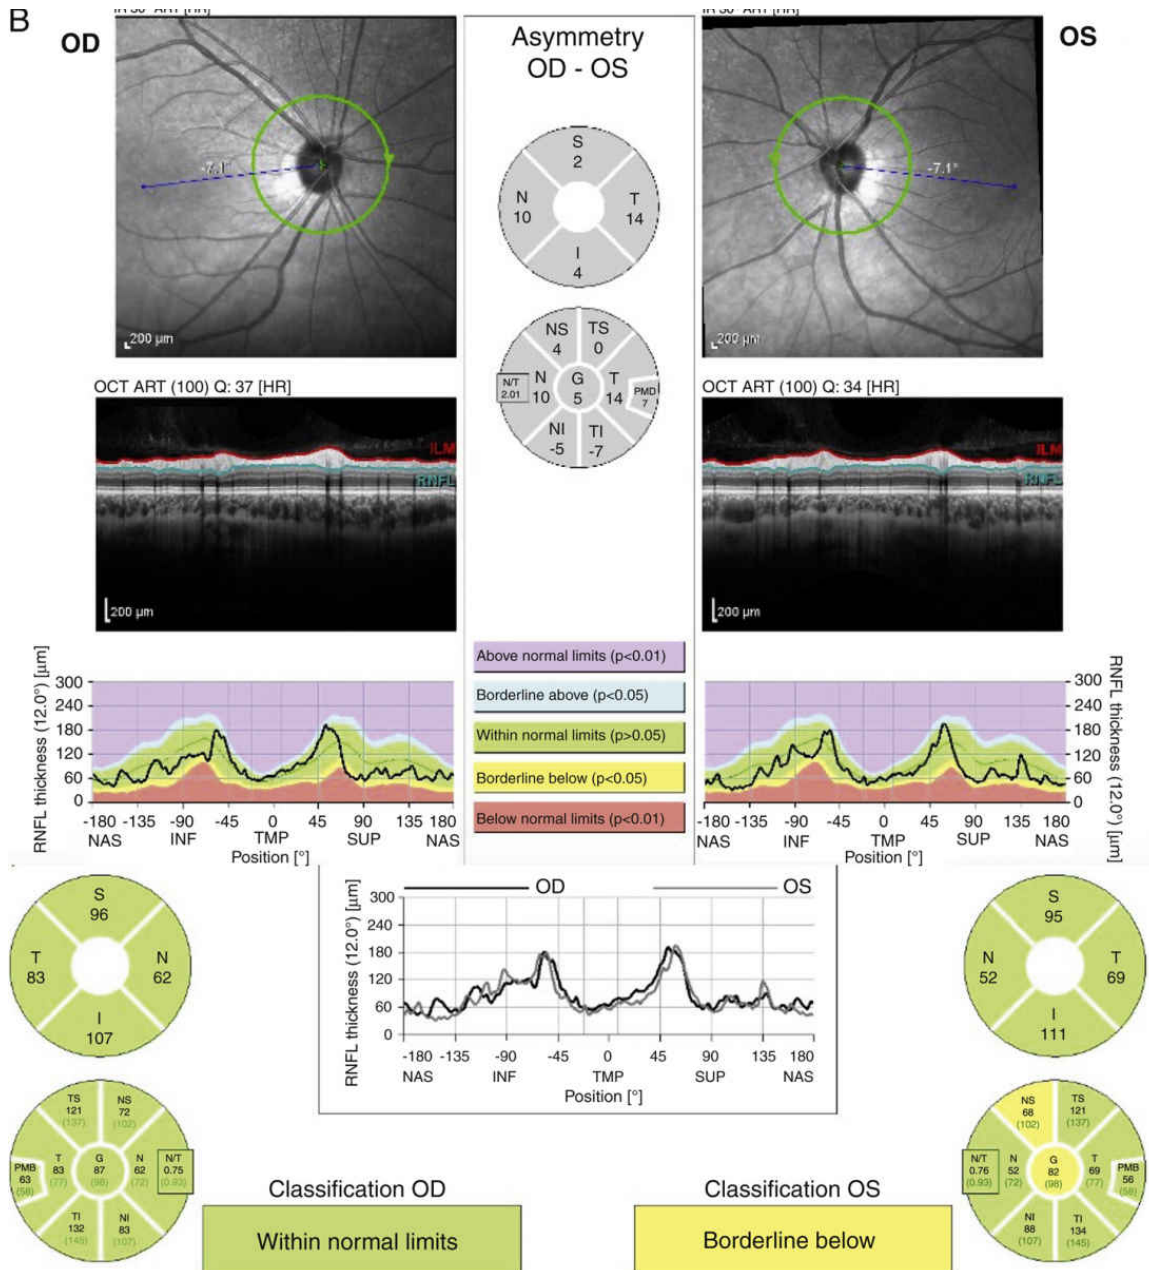 B
IR 30° ART [HR]
OD
Asymmetry
OD - OS
IR 30° ART [HR]
OS
-7.1°
200 µm
S
2
N
10
T
14
I
4
-7.1°
200 µm
NS
4
TS
0
N/T
2.01
N
10
G
5
T
14
PMD
7
NI
-5
TI
-7
OCT ART (100) Q: 37 [HR]
ILM
RNFL
200 µm
OCT ART (100) Q: 34 [HR]
ILM
RNFL
200 µm
Above normal limits (p<0.01)
Borderline above (p<0.05)
Within normal limits (p>0.05)
Borderline below (p<0.05)
Below normal limits (p<0.01)
RNFL thickness (12.0°) [µm]
300
240
180
120
60
0
-180 -135 -90 -45 0 45 90 135 180
NAS INF TMP SUP NAS
Position [°]
RNFL thickness (12.0°) [µm]
300
240
180
120
60
0
-180 -135 -90 -45 0 45 90 135 180
NAS INF TMP SUP NAS
Position [°]
OD OS
RNFL thickness (12.0°) [µm]
300
240
180
120
60
0
-180 -135 -90 -45 0 45 90 135 180
NAS INF TMP SUP NAS
Position [°]
S
96
T
83
N
62
I
107
S
95
N
52
T
69
I
111
TS
121
(137)
NS
72
(102)
PMB
63
(58)
T
83
(77)
G
87
(98)
N
62
(72)
N/T
0.75
(0.93)
TI
132
(145)
NI
83
(107)
Classification OD
Within normal limits
Classification OS
Borderline below
NS
68
(102)
TS
121
(137)
N/T
0.76
(0.93)
N
52
(72)
G
82
(98)
T
69
(77)
PMB
56
(58)
NI
88
(107)
TI
134
(145)